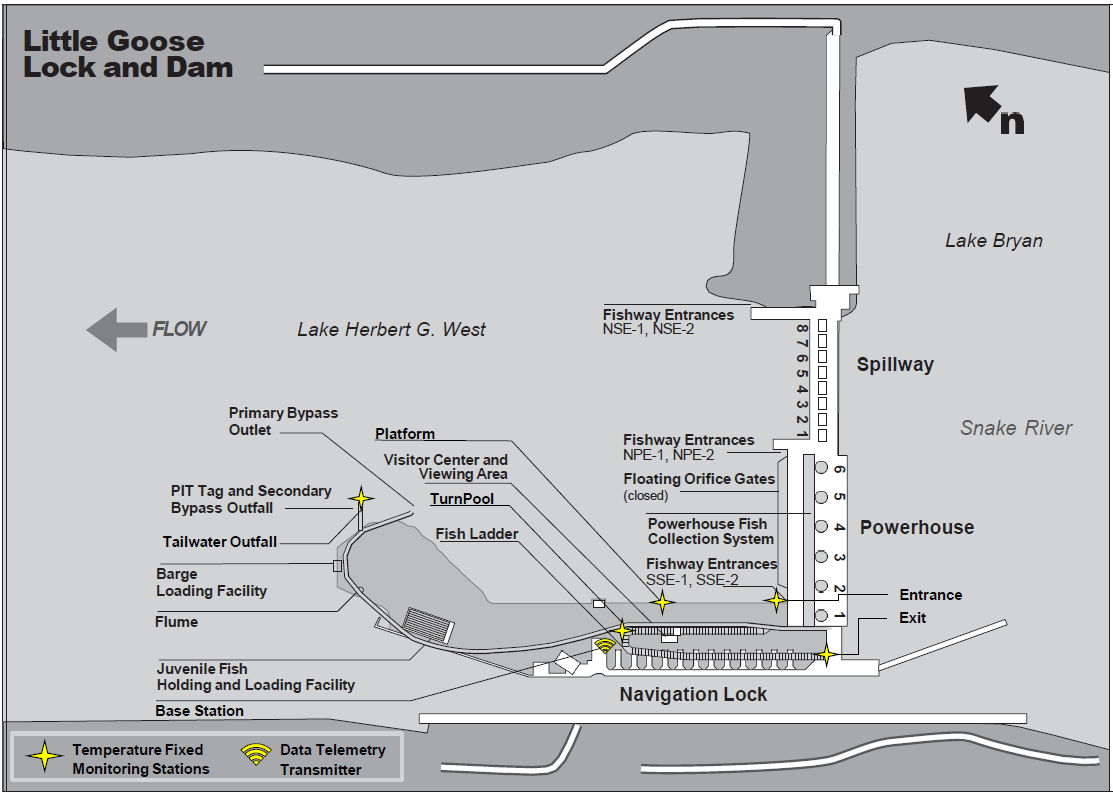 Little Goose
Lock and Dam
n
Lake Bryan
FLOW
Lake Herbert G. West
Fishway Entrances
NSE-1, NSE-2
8
7
6
5
4
3
2
1
Spillway
Snake River
Primary Bypass
Outlet
Platform
Visitor Center and
Viewing Area
TurnPool
Fish Ladder
PIT Tag and Secondary
Bypass Outfall
Tailwater Outfall
Barge
Loading Facility
Flume
Juvenile Fish
Holding and Loading Facility
Base Station
Fishway Entrances
NPE-1, NPE-2
Floating Orifice Gates
(closed)
Powerhouse Fish
Collection System
Fishway Entrances
SSE-1, SSE-2
6
5
4
3
2
1
Powerhouse
Entrance
Exit
Navigation Lock
Temperature Fixed
Monitoring Stations
Data Telemetry
Transmitter